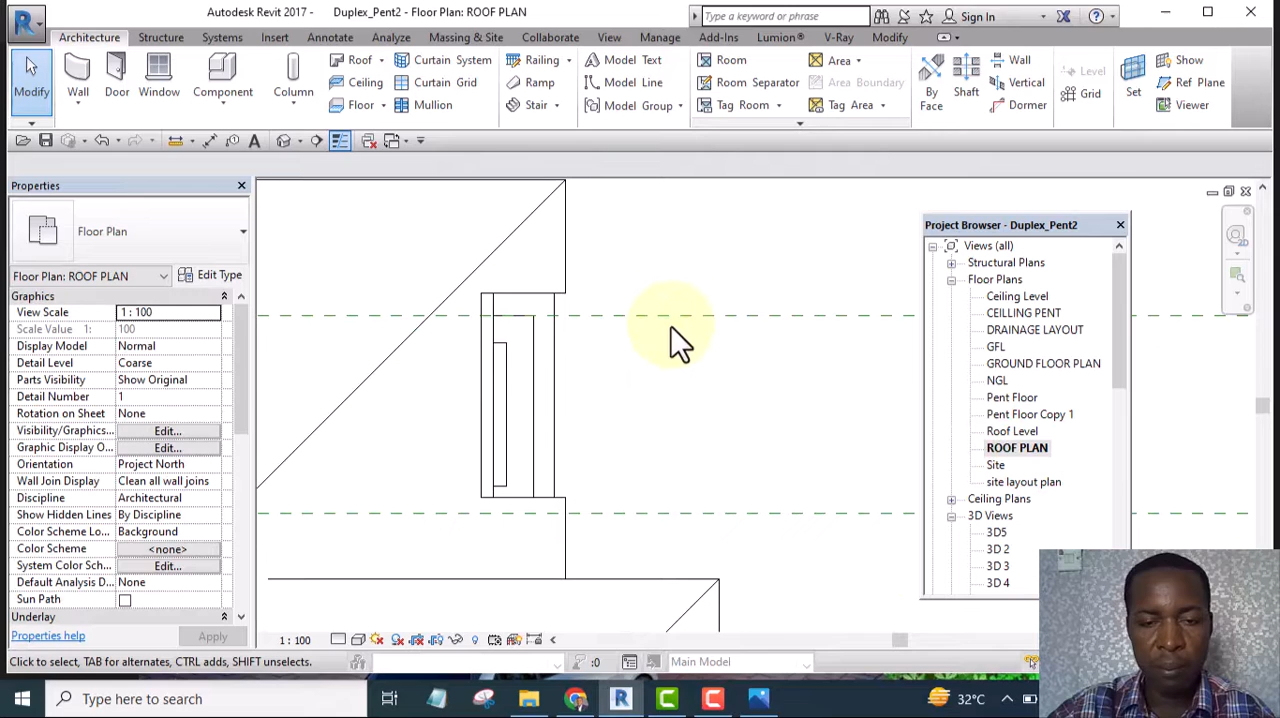 Autodesk Revit 2017 - Duplex_Pent2 - Floor Plan: ROOF PLAN
Type a keyword or phrase
Sign In
Architecture Structure Systems Insert Annotate Analyze Massing & Site Collaborate View Manage Add-Ins Lumion® V-Ray Modify
Modify
Wall
Door
Window
Component
Column
Roof
Ceiling
Floor
Curtain System
Curtain Grid
Mullion
Railing
Ramp
Stair
Model Text
Model Line
Model Group
Room
Room Separator
Tag Room
Area
Area Boundary
Tag Area
By
Face
Shaft
Wall
Vertical
Dormer
Level
Grid
Set
Show
Ref Plane
Viewer
Properties
Floor Plan
Floor Plan: ROOF PLAN Edit Type
Graphics
View Scale 1 : 100
Scale Value 1: 100
Display Model Normal
Detail Level Coarse
Parts Visibility Show Original
Detail Number 1
Rotation on Sheet None
Visibility/Graphics... Edit...
Graphic Display O... Edit...
Orientation Project North
Wall Join Display Clean all wall joins
Discipline Architectural
Show Hidden Lines By Discipline
Color Scheme Lo... Background
Color Scheme <none>
System Color Sch... Edit...
Default Analysis D... None
Sun Path
Underlay
Properties help Apply
Project Browser - Duplex_Pent2
Views (all)
Structural Plans
Floor Plans
Ceiling Level
CEILLING PENT
DRAINAGE LAYOUT
GFL
GROUND FLOOR PLAN
NGL
Pent Floor
Pent Floor Copy 1
Roof Level
ROOF PLAN
Site
site layout plan
Ceiling Plans
3D Views
3D5
3D 2
3D 3
3D 4
2D
1 : 100
Click to select, TAB for alternates, CTRL adds, SHIFT unselects.
:0
Main Model
Type here to search
32°C